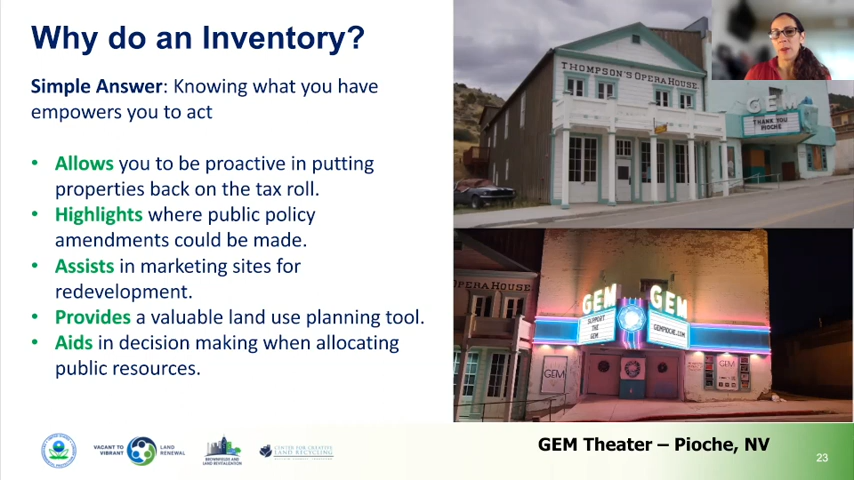 Why do an Inventory?
Simple Answer: Knowing what you have
empowers you to act
• Allows you to be proactive in putting
properties back on the tax roll.
• Highlights where public policy
amendments could be made.
• Assists in marketing sites for
redevelopment.
• Provides a valuable land use planning tool.
• Aids in decision making when allocating
public resources.
THOMPSON'S OPERA HOUSE
GEM
THANK YOU
PIOCHE
OPERA HOUSE
GEM GEM
SUPPORT
THE
GEM
GEMPIOCHE.COM
GEM
GEM
VACANT TO
VIBRANT
LAND
RENEWAL
BROWNFIELDS AND
LAND REVITALIZATION
CENTER FOR CREATIVE
LAND RECYCLING
GEM Theater – Pioche, NV
23